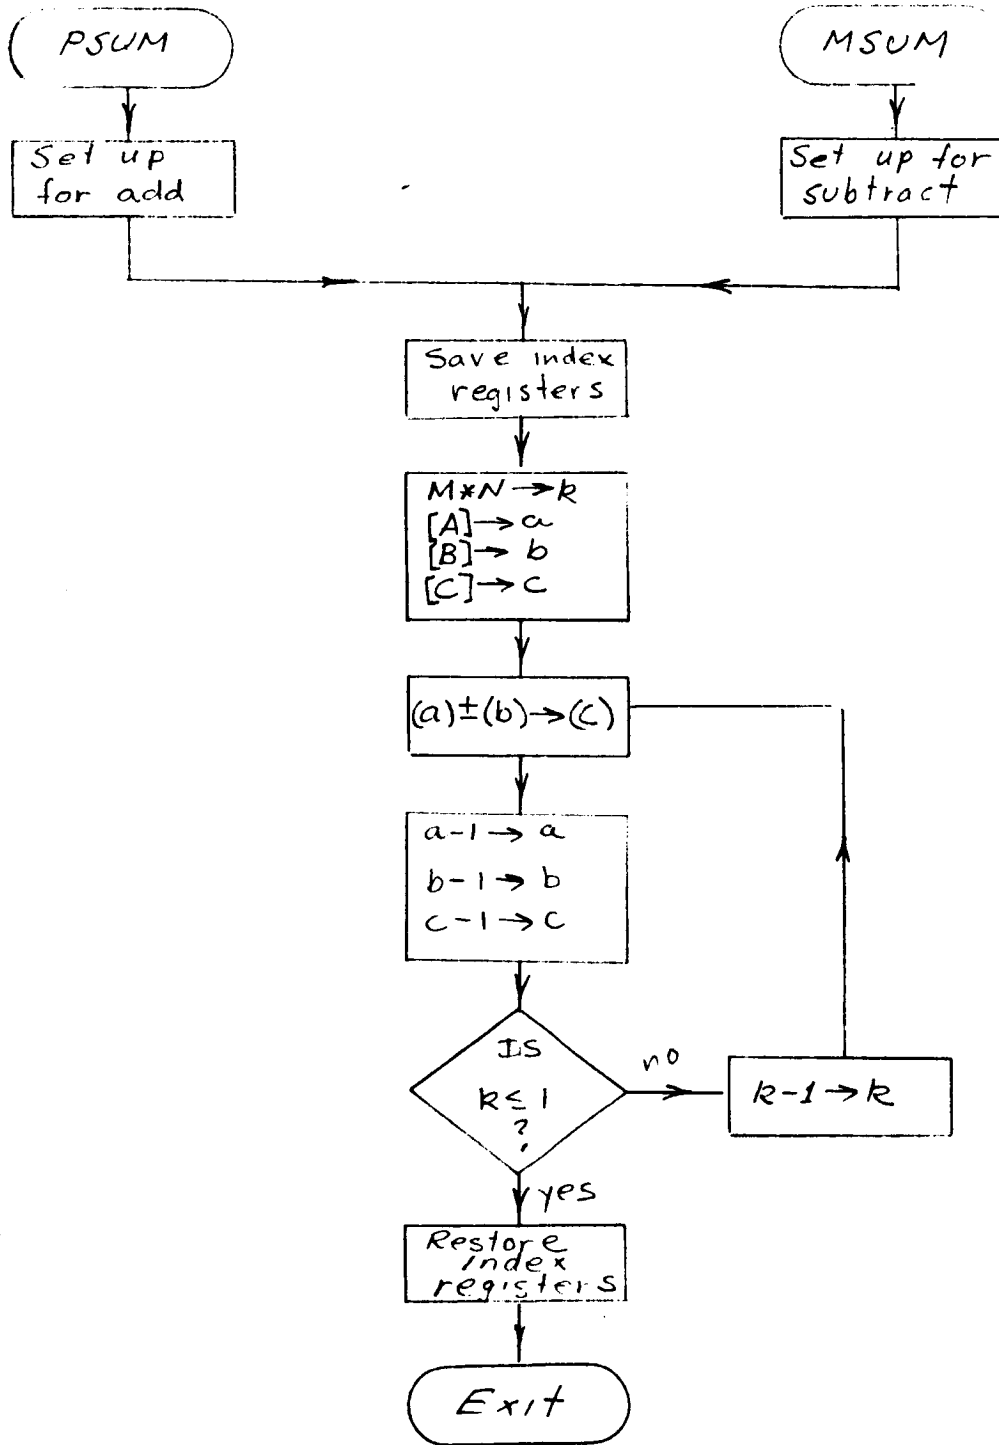 PSUM
MSUM
Set up
for add
Set up for
subtract
Save index
registers
M*N→k
[A]→a
[B]→b
[C]→c
(a)±(b)→(c)
a-1→a
b-1→b
c-1→c
Is
k≤1
?
no
k-1→k
yes
Restore
index
registers
Exit